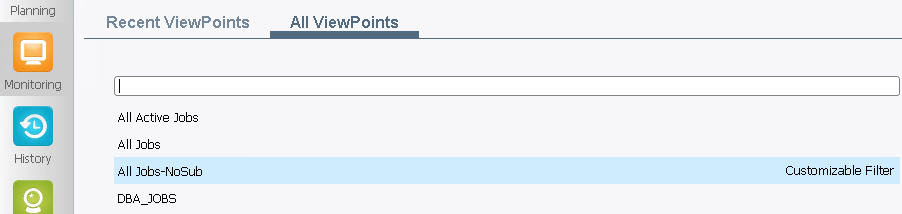 Planning
Recent ViewPoints
All ViewPoints
Monitoring
All Active Jobs
All Jobs
History
All Jobs-NoSub
Customizable Filter
DBA_JOBS